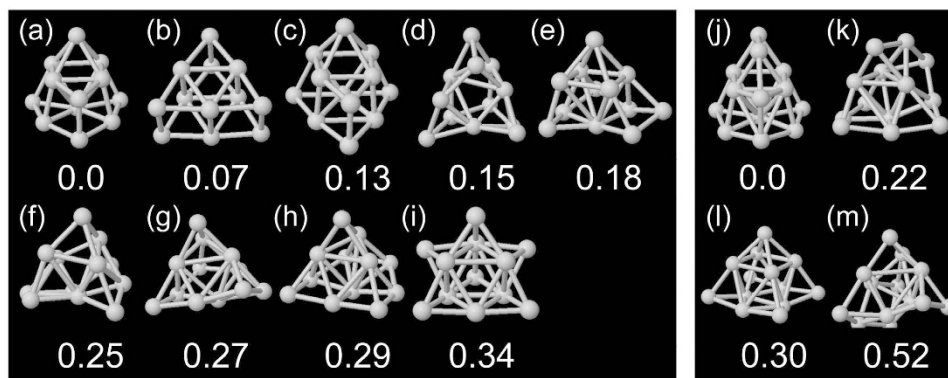 (a) (b) (c) (d) (e)
0.0 0.07 0.13 0.15 0.18
(f) (g) (h) (i)
0.25 0.27 0.29 0.34
(j) (k)
0.0 0.22
(l) (m)
0.30 0.52